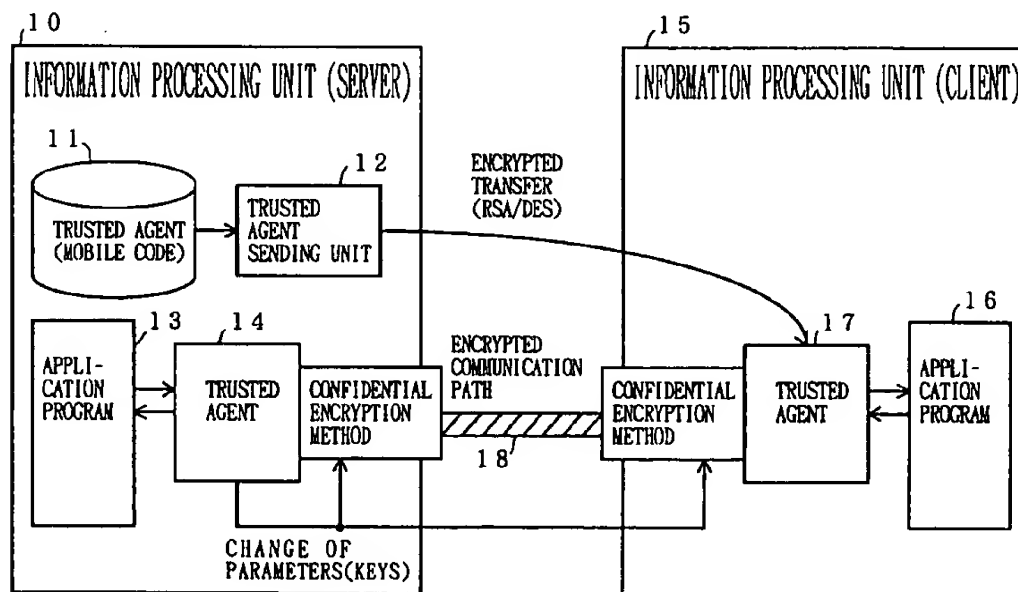 10
15
INFORMATION PROCESSING UNIT (SERVER)
INFORMATION PROCESSING UNIT (CLIENT)
11
12
TRUSTED AGENT
(MOBILE CODE)
TRUSTED
AGENT
SENDING UNIT
ENCRYPTED
TRANSFER
(RSA/DES)
13
14
17
16
APPLI-
CATION
PROGRAM
TRUSTED
AGENT
CONFIDENTIAL
ENCRYPTION
METHOD
ENCRYPTED
COMMUNICATION
PATH
18
CONFIDENTIAL
ENCRYPTION
METHOD
TRUSTED
AGENT
APPLI-
CATION
PROGRAM
CHANGE OF
PARAMETERS(KEYS)